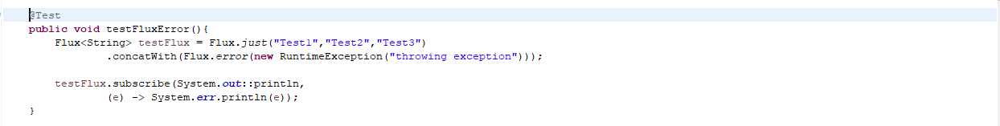 @Test
public void testFluxError(){
Flux<String> testFlux = Flux.just("Test1","Test2","Test3")
.concatWith(Flux.error(new RuntimeException("throwing exception")));
testFlux.subscribe(System.out::println,
(e) -> System.err.println(e));
}